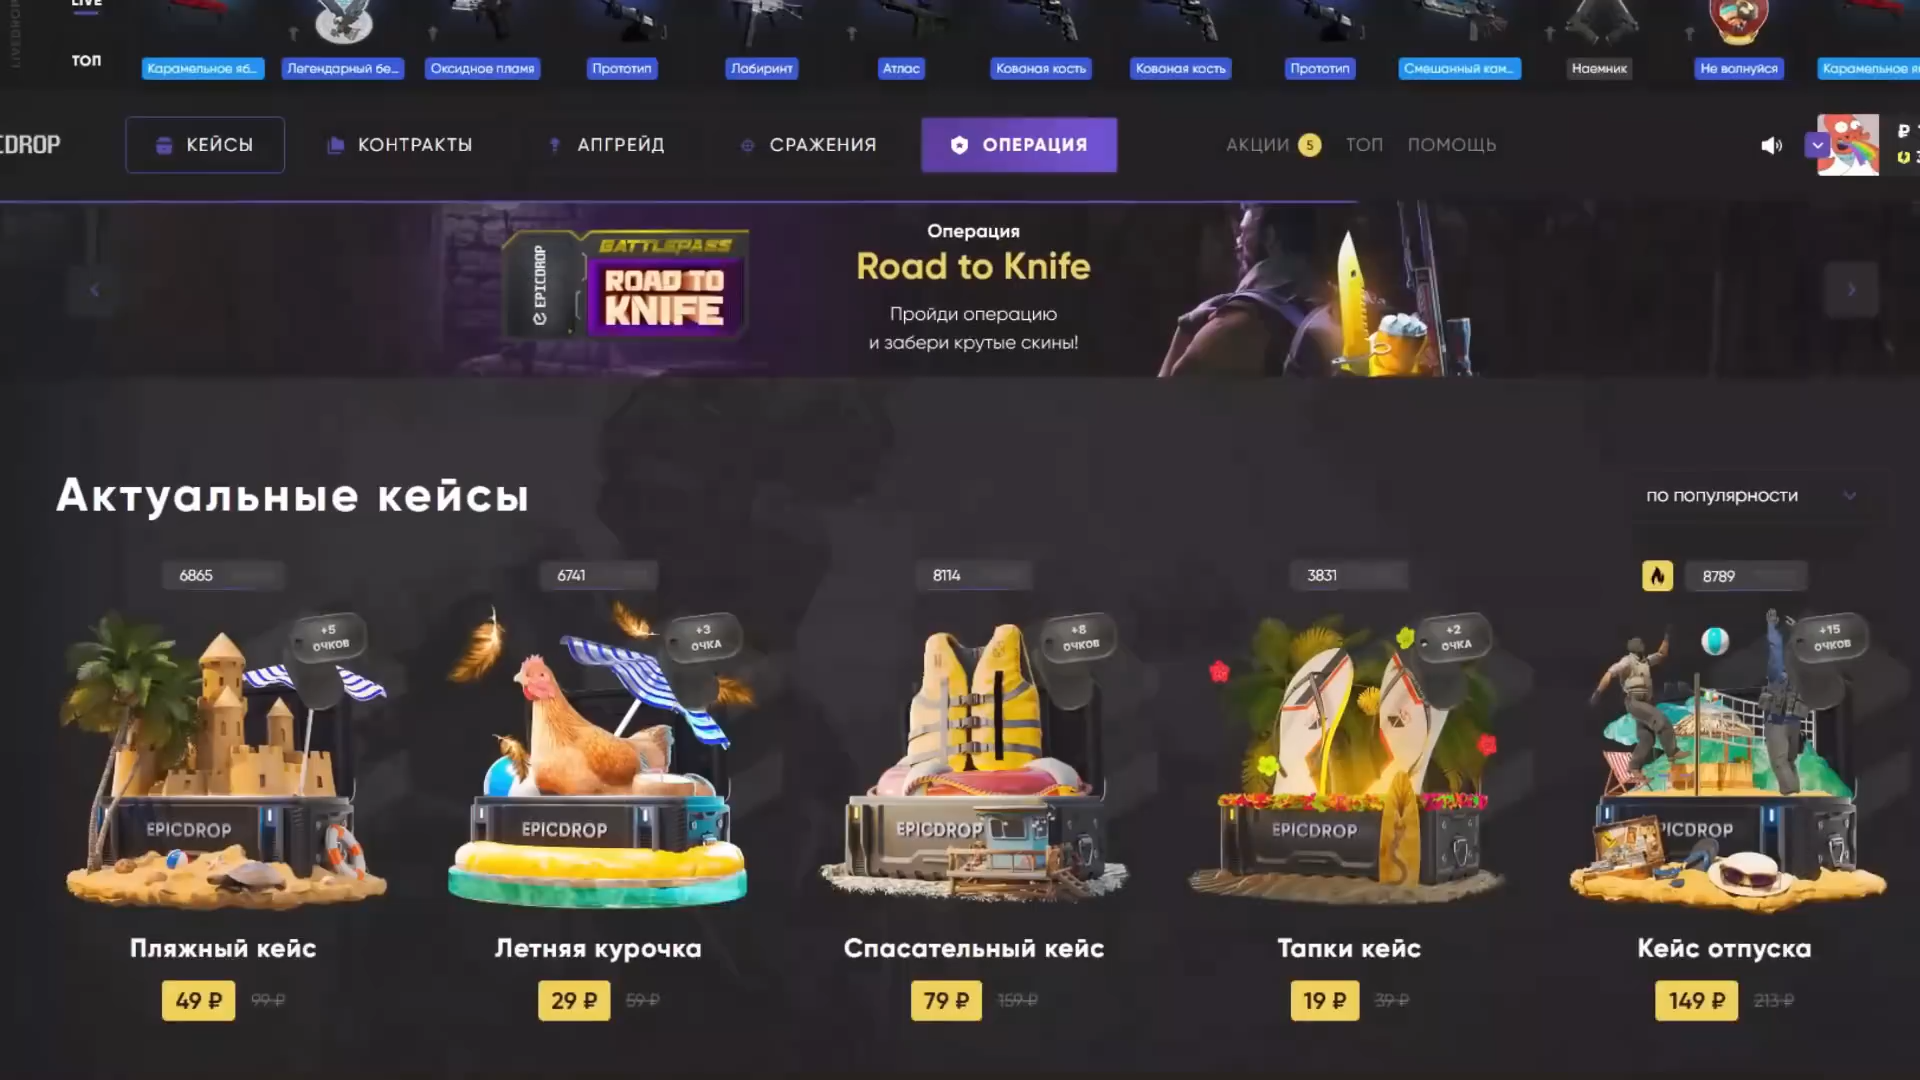 LIVE
LIVEDROP
ТОП
Карамельное яб...
Легендарный бе...
Оксидное пламя
Прототип
Лабиринт
Атлас
Кованая кость
Кованая кость
Прототип
Смешанный кам...
Наемник
Не волнуйся
Карамельное я
CDROP
КЕЙСЫ
КОНТРАКТЫ
АПГРЕЙД
СРАЖЕНИЯ
ОПЕРАЦИЯ
АКЦИИ 5
ТОП
ПОМОЩЬ
EPICDROP
BATTLEPASS
ROAD TO
KNIFE
Операция
Road to Knife
Пройди операцию
и забери крутые скины!
Актуальные кейсы
по популярности
6865
6741
8114
3831
8789
+5
ОЧКОВ
+3
ОЧКА
+8
ОЧКОВ
+2
ОЧКА
+15
ОЧКОВ
EPICDROP
EPICDROP
EPICDROP
EPICDROP
PICDROP
Пляжный кейс
Летняя курочка
Спасательный кейс
Тапки кейс
Кейс отпуска
49 ₽ 99 ₽
29 ₽ 59 ₽
79 ₽ 159 ₽
19 ₽ 39 ₽
149 ₽ 213 ₽